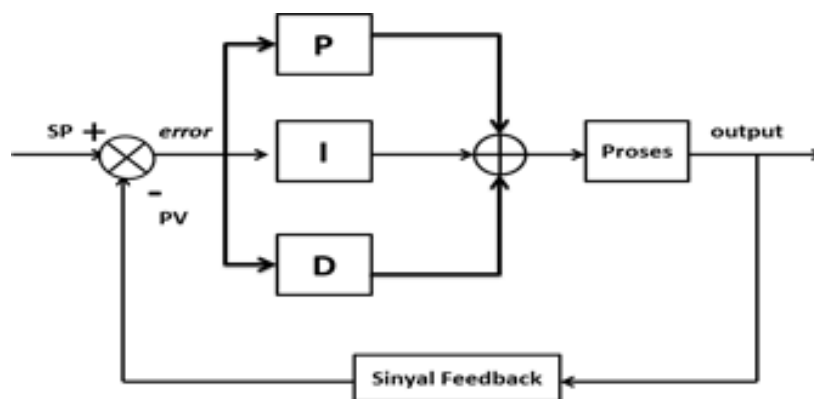 P
SP + error I Proses output
- PV
D
Sinyal Feedback